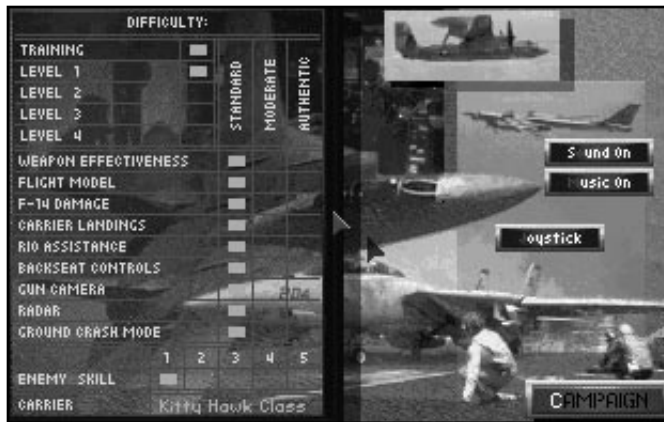 DIFFICULTY:
TRAINING
LEVEL 1
LEVEL 2
LEVEL 3
LEVEL 4
STANDARD
MODERATE
AUTHENTIC
WEAPON EFFECTIVENESS
FLIGHT MODEL
F-14 DAMAGE
CARRIER LANDINGS
RIO ASSISTANCE
BACKSEAT CONTROLS
GUN CAMERA
RADAR
GROUND CRASH MODE
1 2 3 4 5
ENEMY SKILL
CARRIER Kitty Hawk Class
Sound On
Music On
Joystick
CAMPAIGN